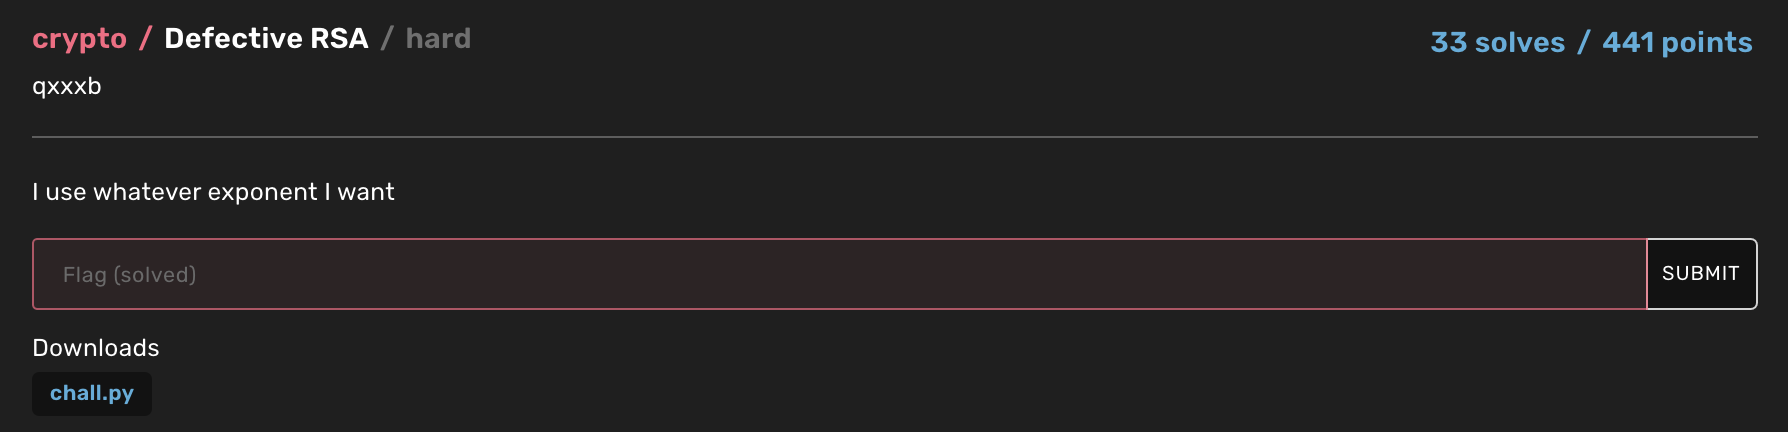 crypto / Defective RSA / hard
33 solves / 441 points
qxxxb
I use whatever exponent I want
Flag (solved)
SUBMIT
Downloads
chall.py